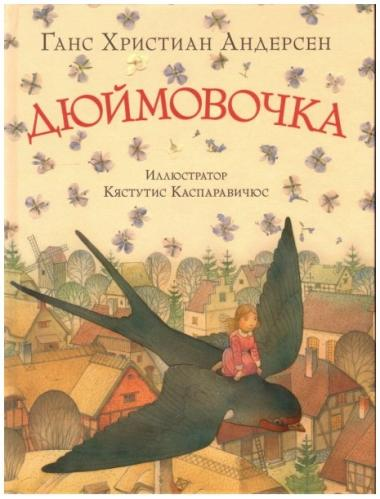 Ганс Христиан Андерсен
ДЮЙМОВОЧКА
Иллюстратор
Кястутис Каспаравичюс